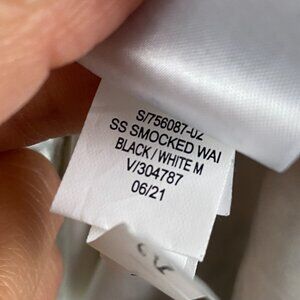 S/756087-02
SS SMOCKED WAI
BLACK/WHITE M
V/304787
06/21